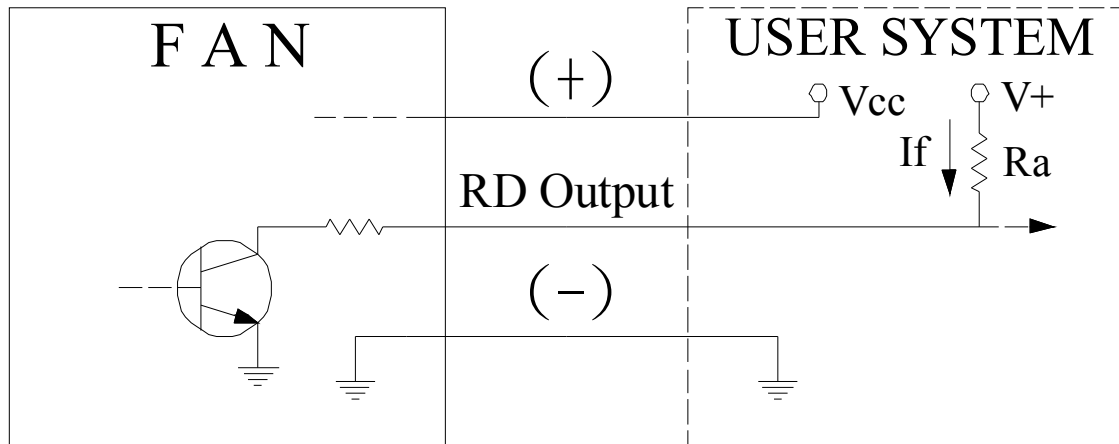 F A N
USER SYSTEM
(+)
Vcc
V+
If
Ra
RD Output
(-)